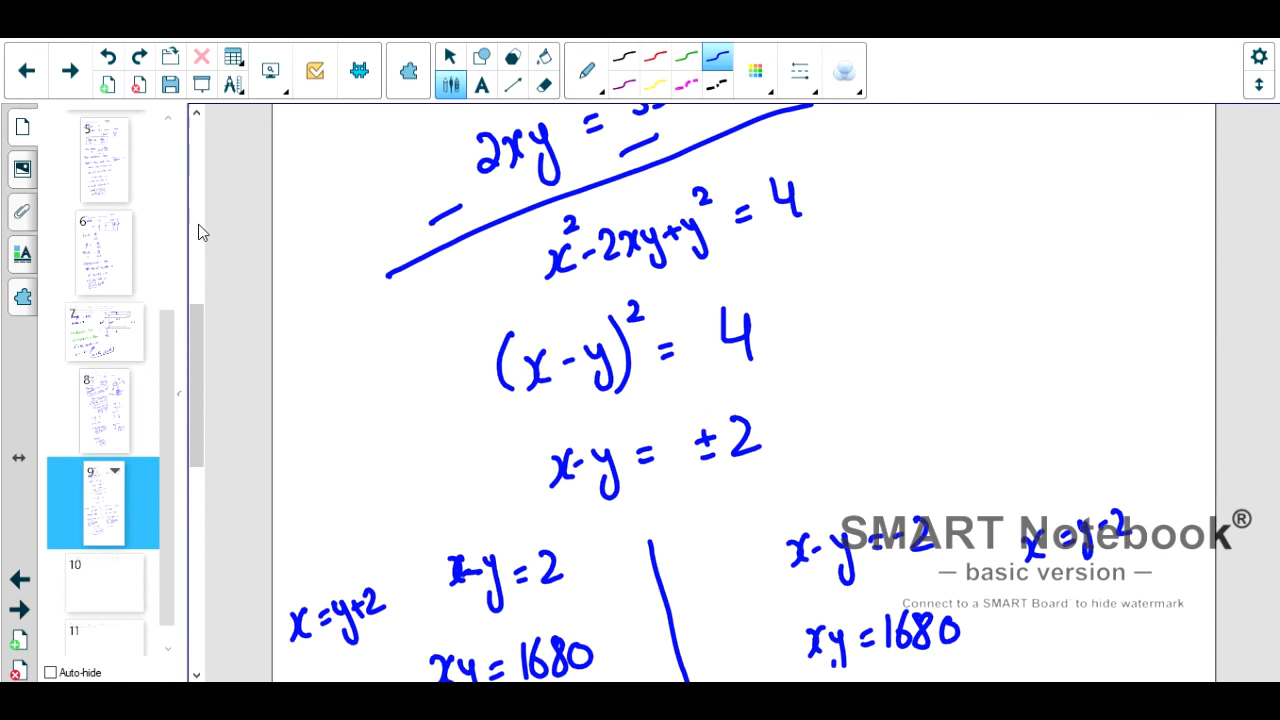 2xy =
x² - 2xy + y² = 4
(x - y)² = 4
x - y = ± 2
x - y = 2
x = y + 2
xy = 1680
x - y = -2
x = y - 2
xy = 1680
SMART Notebook®
— basic version —
Connect to a SMART Board™ to hide watermark
5
6
7
8
9
10
11
Auto-hide